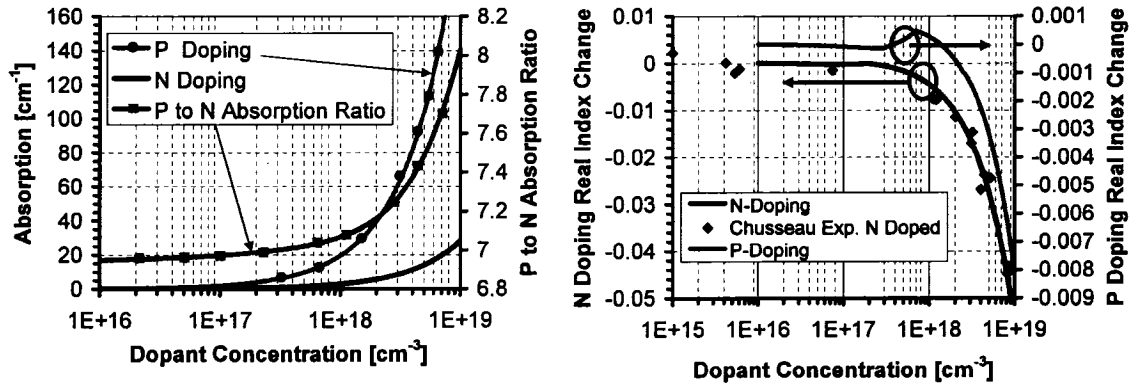 Absorption [cm-1]
160
140
120
100
80
60
40
20
0
P Doping
N Doping
P to N Absorption Ratio
8.2
8
7.8
7.6
7.4
7.2
7
6.8
P to N Absorption Ratio
1E+16 1E+17 1E+18 1E+19
Dopant Concentration [cm-3]
N Doping Real Index Change
0.01
0
-0.01
-0.02
-0.03
-0.04
-0.05
N-Doping
Chusseau Exp. N Doped
P-Doping
0.001
0
-0.001
-0.002
-0.003
-0.004
-0.005
-0.006
-0.007
-0.008
-0.009
P Doping Real Index Change
1E+15 1E+16 1E+17 1E+18 1E+19
Dopant Concentration [cm-3]